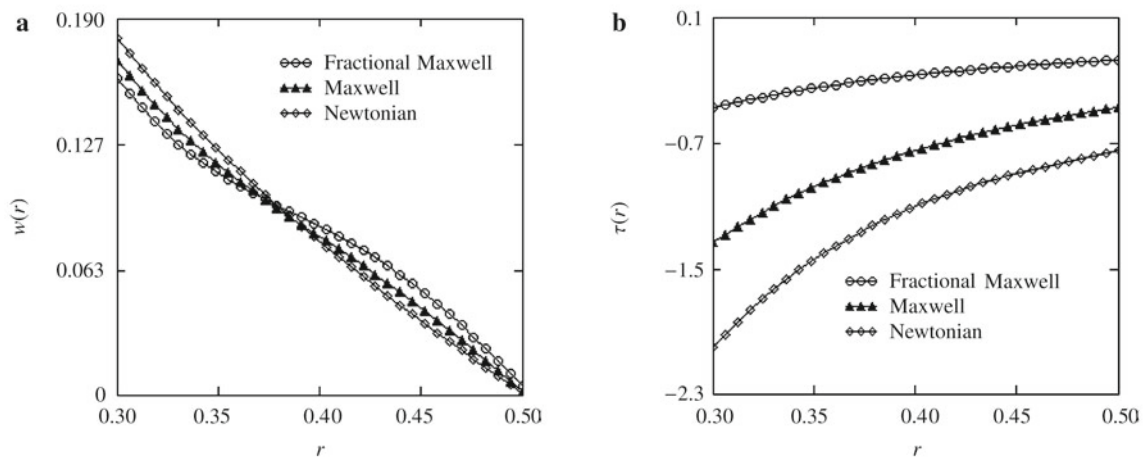 a
0.190
0.127
0.063
0
0.30
0.35
0.40
0.45
0.50
w(r)
r
Fractional Maxwell
Maxwell
Newtonian
b
0.1
−0.7
−1.5
−2.3
0.30
0.35
0.40
0.45
0.50
τ(r)
r
Fractional Maxwell
Maxwell
Newtonian